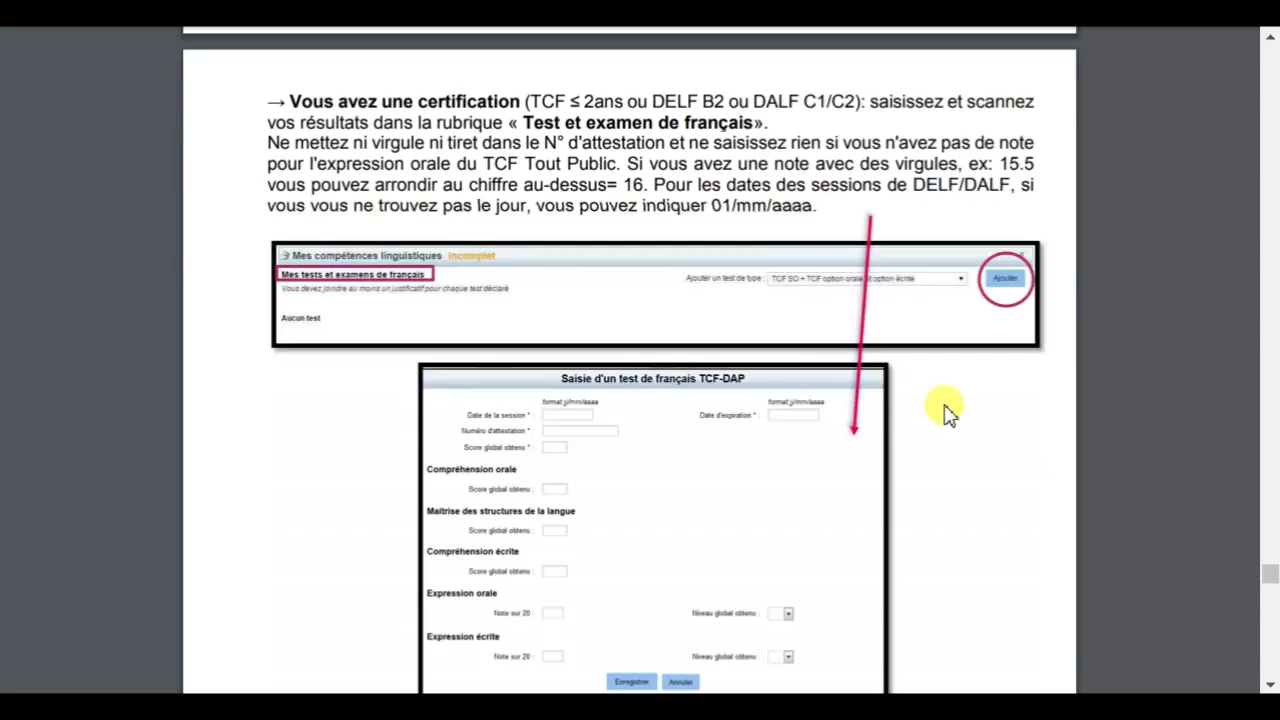 → Vous avez une certification (TCF ≤ 2ans ou DELF B2 ou DALF C1/C2): saisissez et scannez
vos résultats dans la rubrique « Test et examen de français».
Ne mettez ni virgule ni tiret dans le N° d'attestation et ne saisissez rien si vous n'avez pas de note
pour l'expression orale du TCF Tout Public. Si vous avez une note avec des virgules, ex: 15.5
vous pouvez arrondir au chiffre au-dessus= 16. Pour les dates des sessions de DELF/DALF, si
vous vous ne trouvez pas le jour, vous pouvez indiquer 01/mm/aaaa.
Mes compétences linguistiques Incomplet
Mes tests et examens de français
Ajouter un test de type : TCF SO + TCF option orale et option écrite Ajouter
Vous devez joindre au moins un justificatif pour chaque test déclaré
Aucun test
Saisie d'un test de français TCF-DAP
format jj/mm/aaaa format jj/mm/aaaa
Date de la session * : Date d'expiration * :
Numéro d'attestation * :
Score global obtenu * :
Compréhension orale
Score global obtenu :
Maîtrise des structures de la langue
Score global obtenu :
Compréhension écrite
Score global obtenu :
Expression orale
Note sur 20 : Niveau global obtenu :
Expression écrite
Note sur 20 : Niveau global obtenu :
Enregistrer Annuler